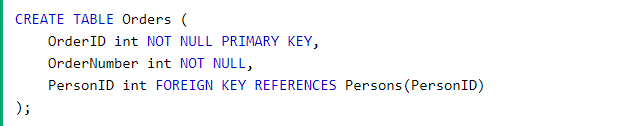 CREATE TABLE Orders (
    OrderID int NOT NULL PRIMARY KEY,
    OrderNumber int NOT NULL,
    PersonID int FOREIGN KEY REFERENCES Persons(PersonID)
);